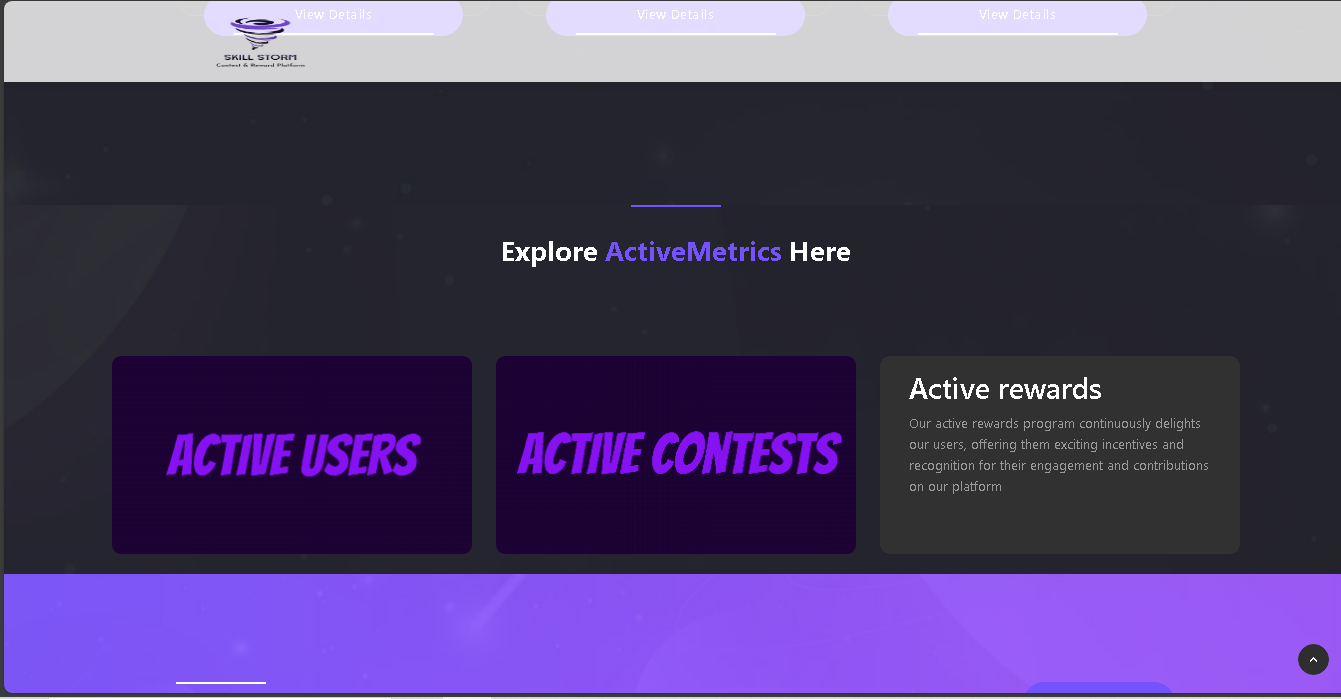 View Details
View Details
View Details
SKILL STORM
Contest & Reward Platform
Explore ActiveMetrics Here
ACTIVE USERS
ACTIVE CONTESTS
Active rewards
Our active rewards program continuously delights
our users, offering them exciting incentives and
recognition for their engagement and contributions
on our platform